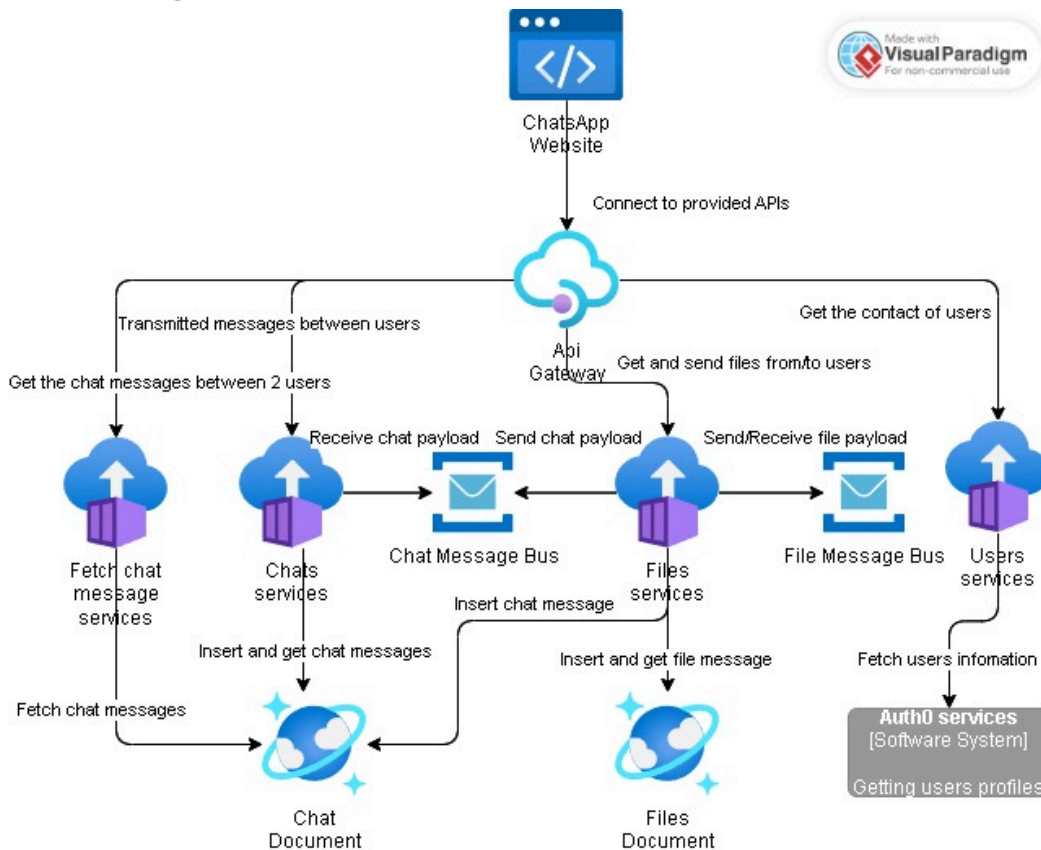 Made with
Visual Paradigm
For non-commercial use
ChatsApp
Website
Connect to provided APIs
Transmitted messages between users
Get the contact of users
Api
Gateway
Get and send files from/to users
Get the chat messages between 2 users
Receive chat payload
Send chat payload
Send/Receive file payload
Fetch chat
message
services
Chats
services
Chat Message Bus
Files
services
File Message Bus
Users
services
Insert chat message
Insert and get chat messages
Insert and get file message
Fetch users infomation
Fetch chat messages
Auth0 services
[Software System]
Getting users profiles
Chat
Document
Files
Document